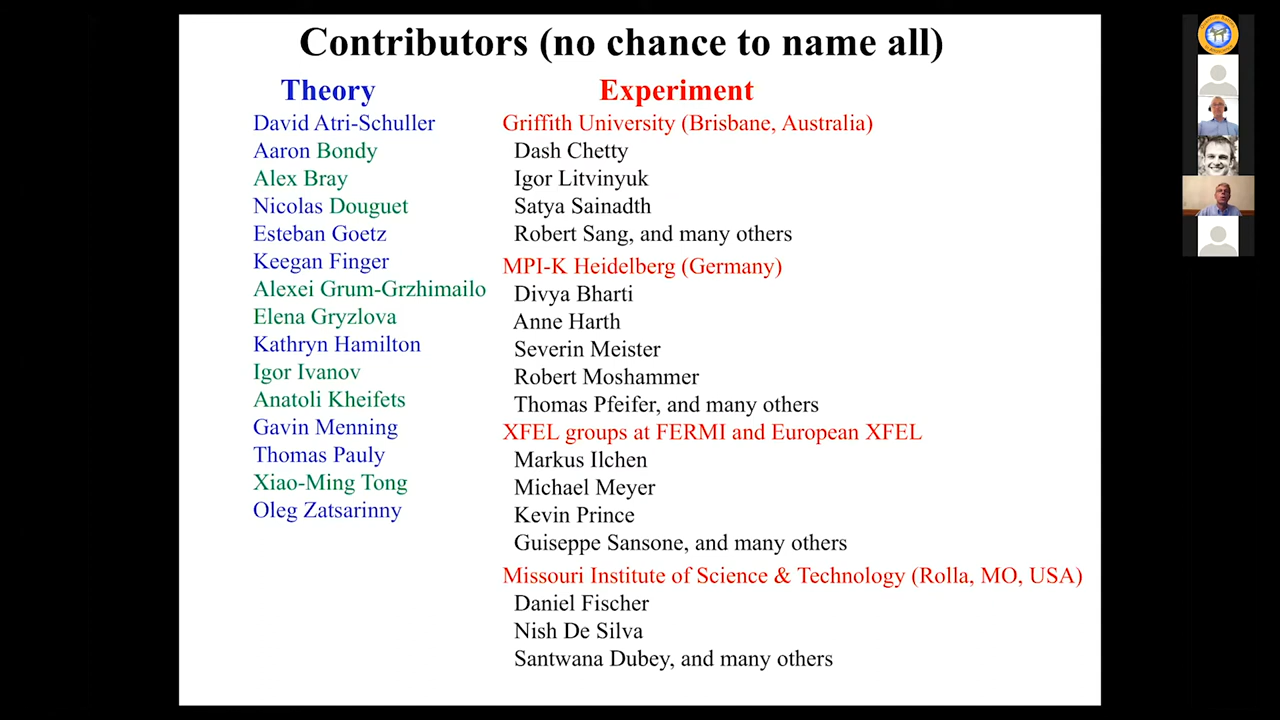 Contributors (no chance to name all)
Theory
David Atri-Schuller
Aaron Bondy
Alex Bray
Nicolas Douguet
Esteban Goetz
Keegan Finger
Alexei Grum-Grzhimailo
Elena Gryzlova
Kathryn Hamilton
Igor Ivanov
Anatoli Kheifets
Gavin Menning
Thomas Pauly
Xiao-Ming Tong
Oleg Zatsarinny
Experiment
Griffith University (Brisbane, Australia)
Dash Chetty
Igor Litvinyuk
Satya Sainadth
Robert Sang, and many others
MPI-K Heidelberg (Germany)
Divya Bharti
Anne Harth
Severin Meister
Robert Moshammer
Thomas Pfeifer, and many others
XFEL groups at FERMI and European XFEL
Markus Ilchen
Michael Meyer
Kevin Prince
Guiseppe Sansone, and many others
Missouri Institute of Science & Technology (Rolla, MO, USA)
Daniel Fischer
Nish De Silva
Santwana Dubey, and many others